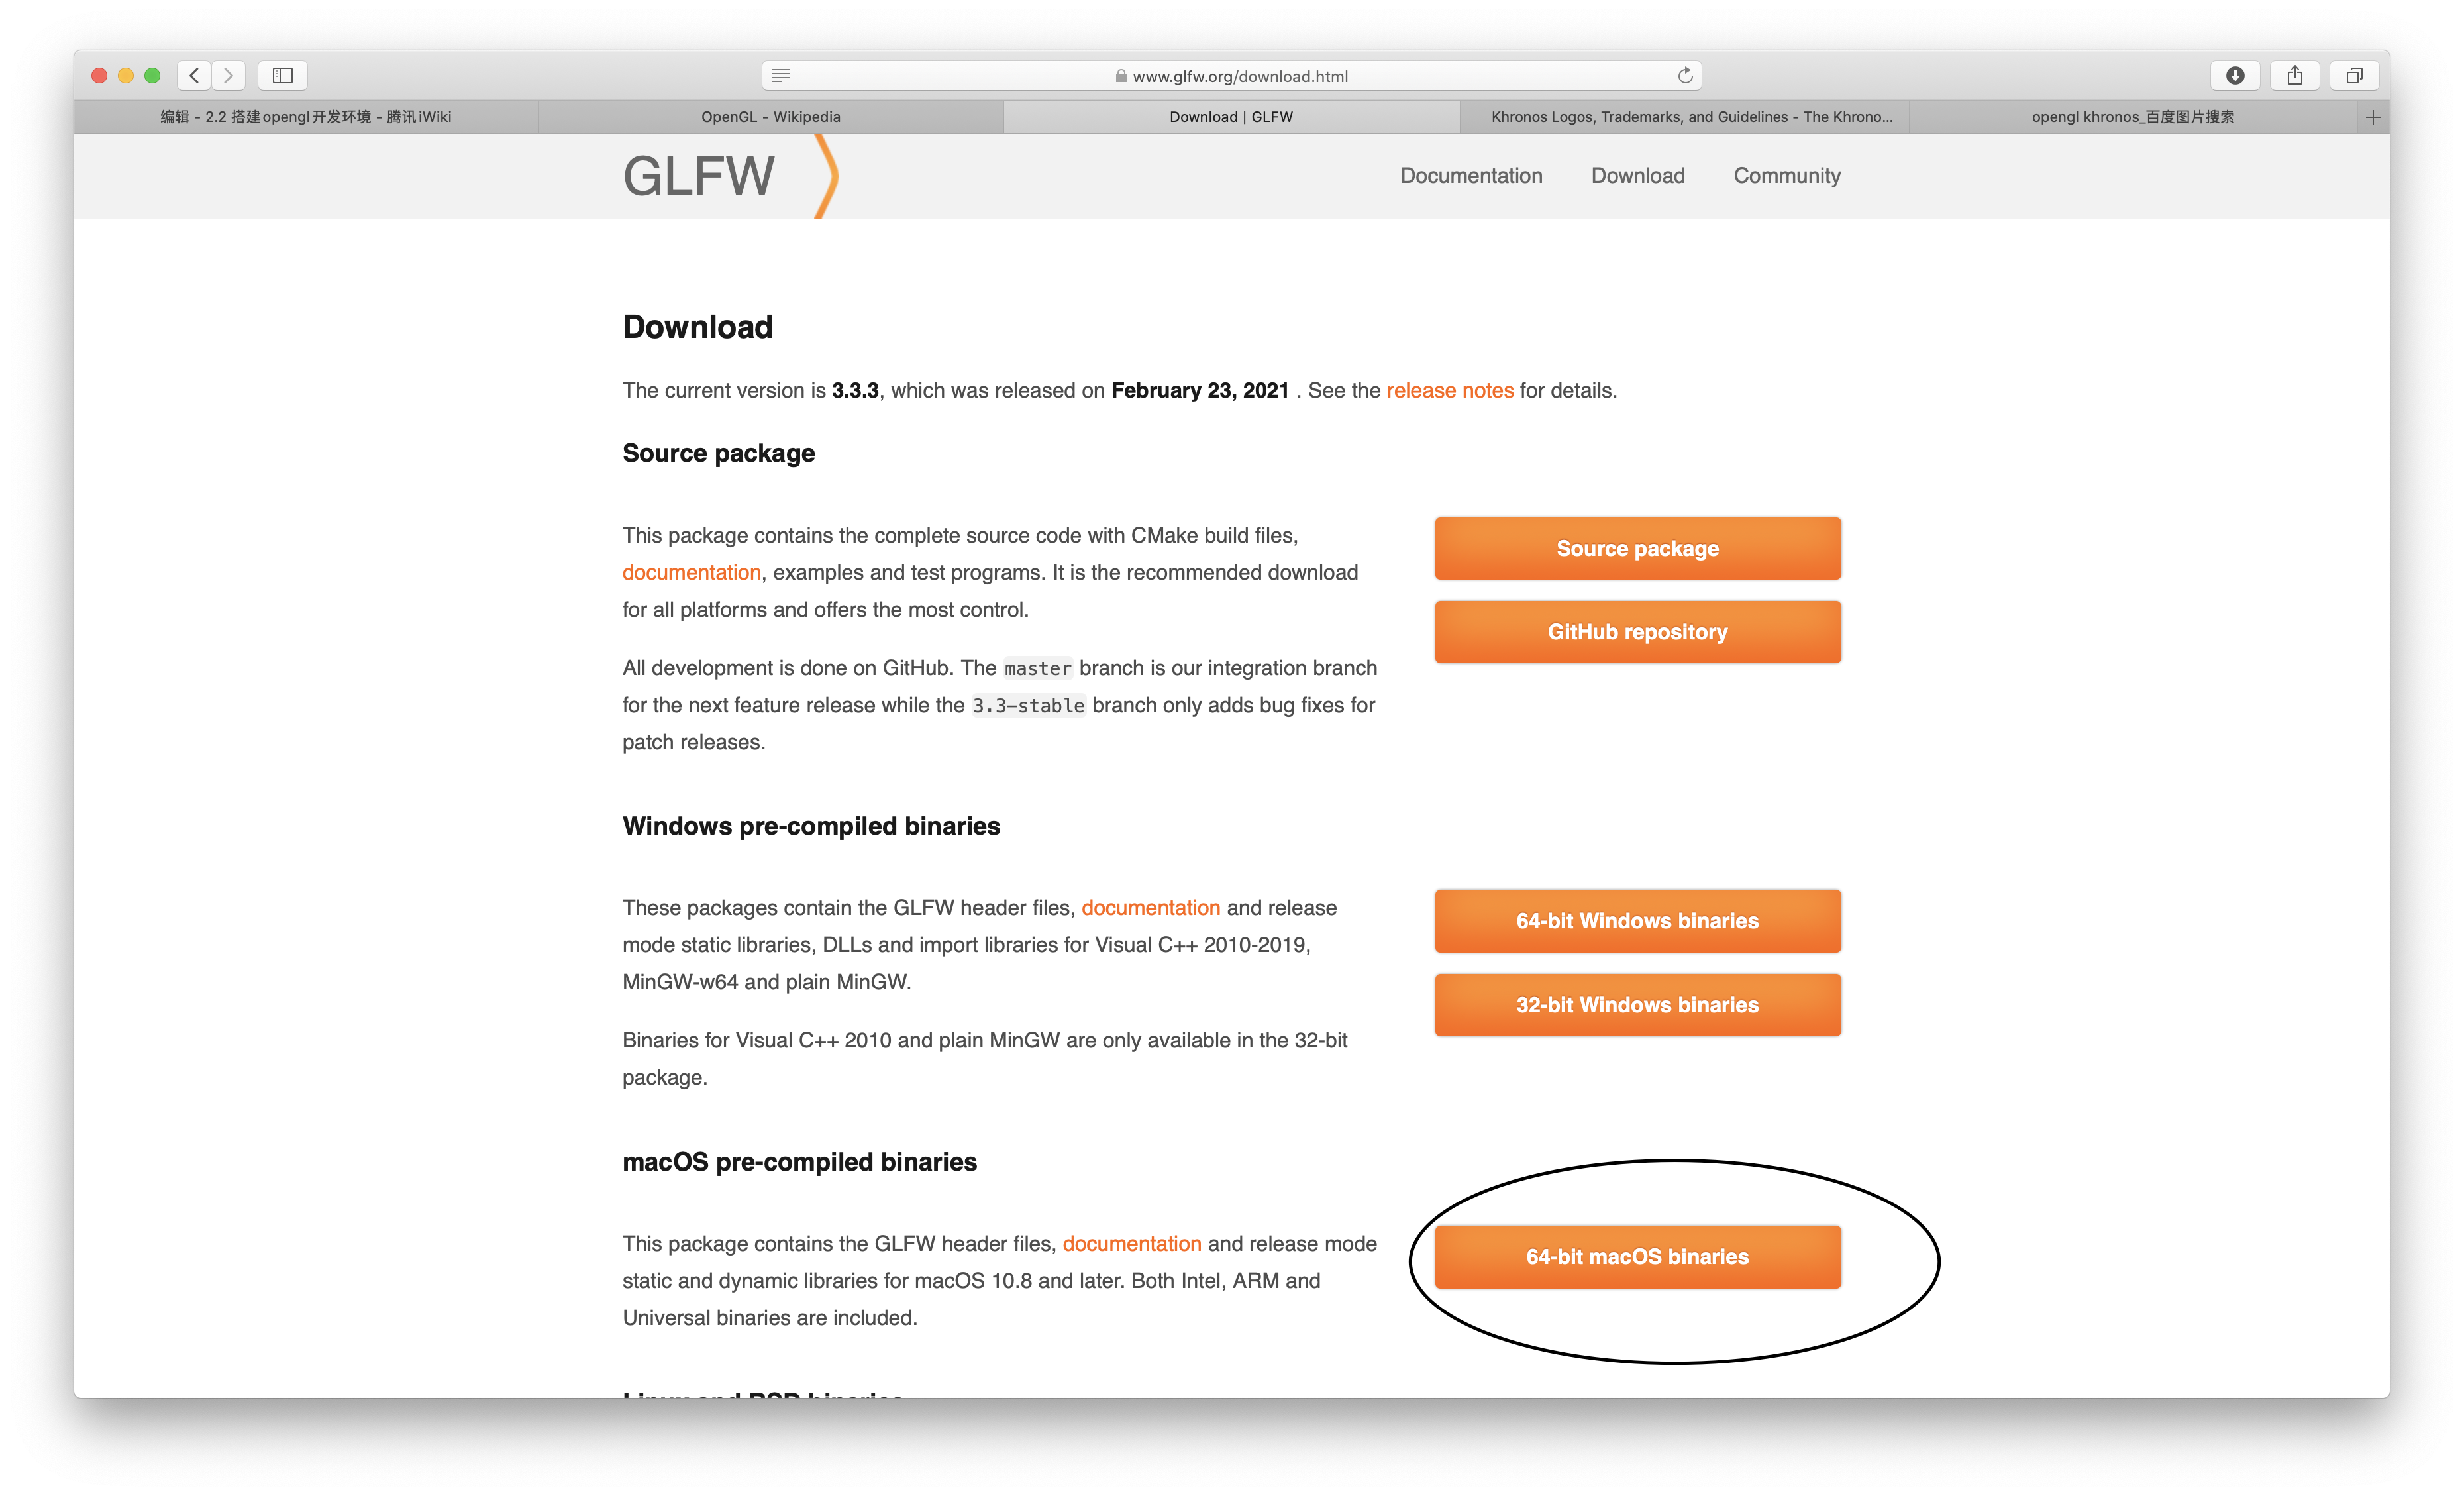 www.glfw.org/download.html
编辑 - 2.2 搭建opengl开发环境 - 腾讯iWiki
OpenGL - Wikipedia
Download | GLFW
Khronos Logos, Trademarks, and Guidelines - The Khrono...
opengl khronos_百度图片搜索
GLFW
Documentation
Download
Community
Download
The current version is 3.3.3, which was released on February 23, 2021 . See the release notes for details.
Source package
This package contains the complete source code with CMake build files,
documentation, examples and test programs. It is the recommended download
for all platforms and offers the most control.
Source package
GitHub repository
All development is done on GitHub. The master branch is our integration branch
for the next feature release while the 3.3-stable branch only adds bug fixes for
patch releases.
Windows pre-compiled binaries
These packages contain the GLFW header files, documentation and release
mode static libraries, DLLs and import libraries for Visual C++ 2010-2019,
MinGW-w64 and plain MinGW.
64-bit Windows binaries
32-bit Windows binaries
Binaries for Visual C++ 2010 and plain MinGW are only available in the 32-bit
package.
macOS pre-compiled binaries
This package contains the GLFW header files, documentation and release mode
static and dynamic libraries for macOS 10.8 and later. Both Intel, ARM and
Universal binaries are included.
64-bit macOS binaries
Linux and BSD binaries